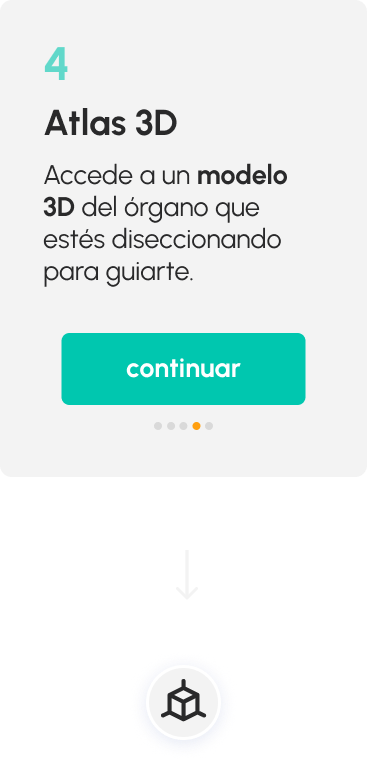 4
Atlas 3D
Accede a un modelo
3D del órgano que
estés diseccionando
para guiarte.
continuar